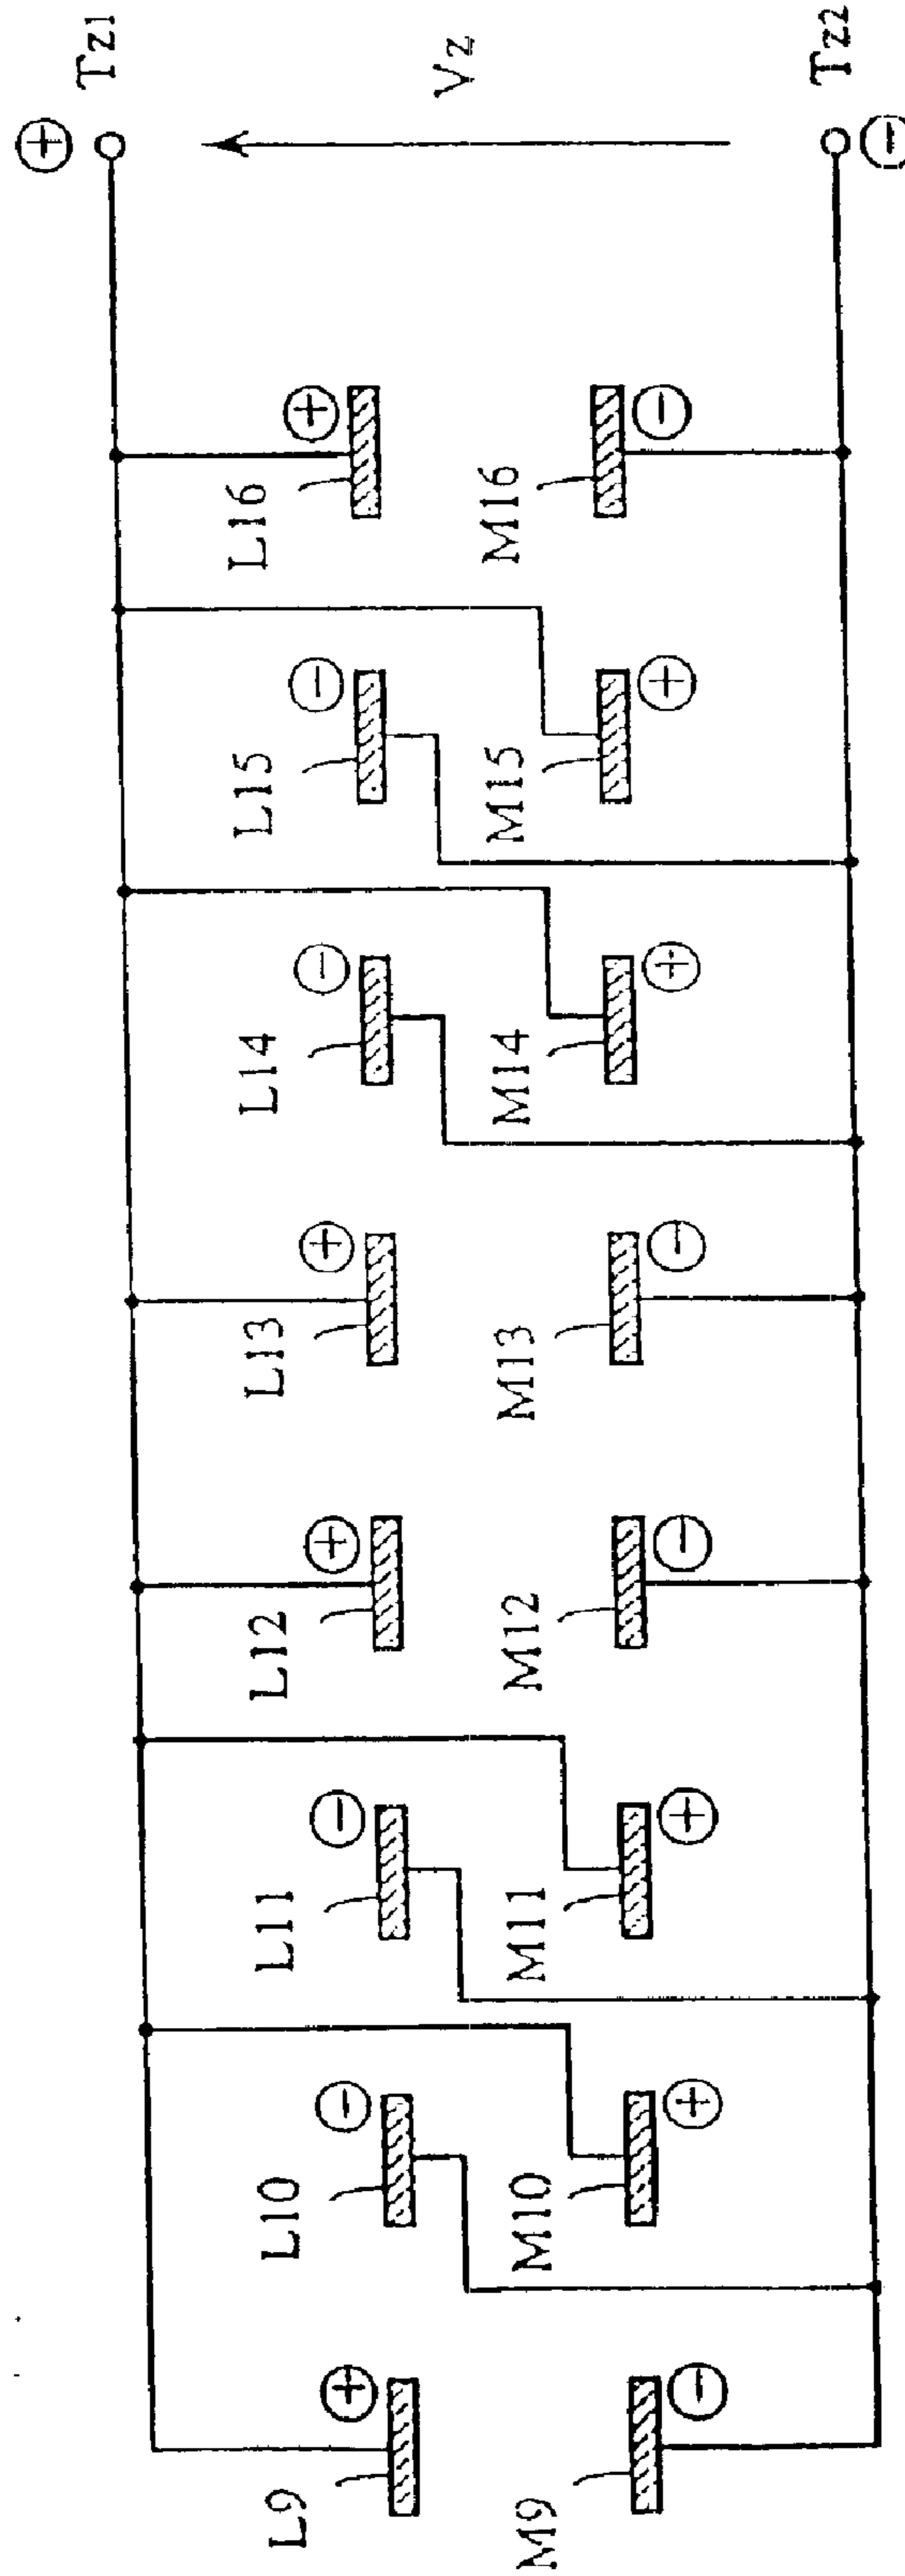 ⊕
Tz1
L9 ⊕
L10 ⊖
L11 ⊖
L12 ⊕
L13 ⊕
L14 ⊖
L15 ⊖
L16 ⊕
Vz
M9 ⊖
M10 ⊕
M11 ⊕
M12 ⊖
M13 ⊖
M14 ⊕
M15 ⊕
M16 ⊖
Tz2
⊖